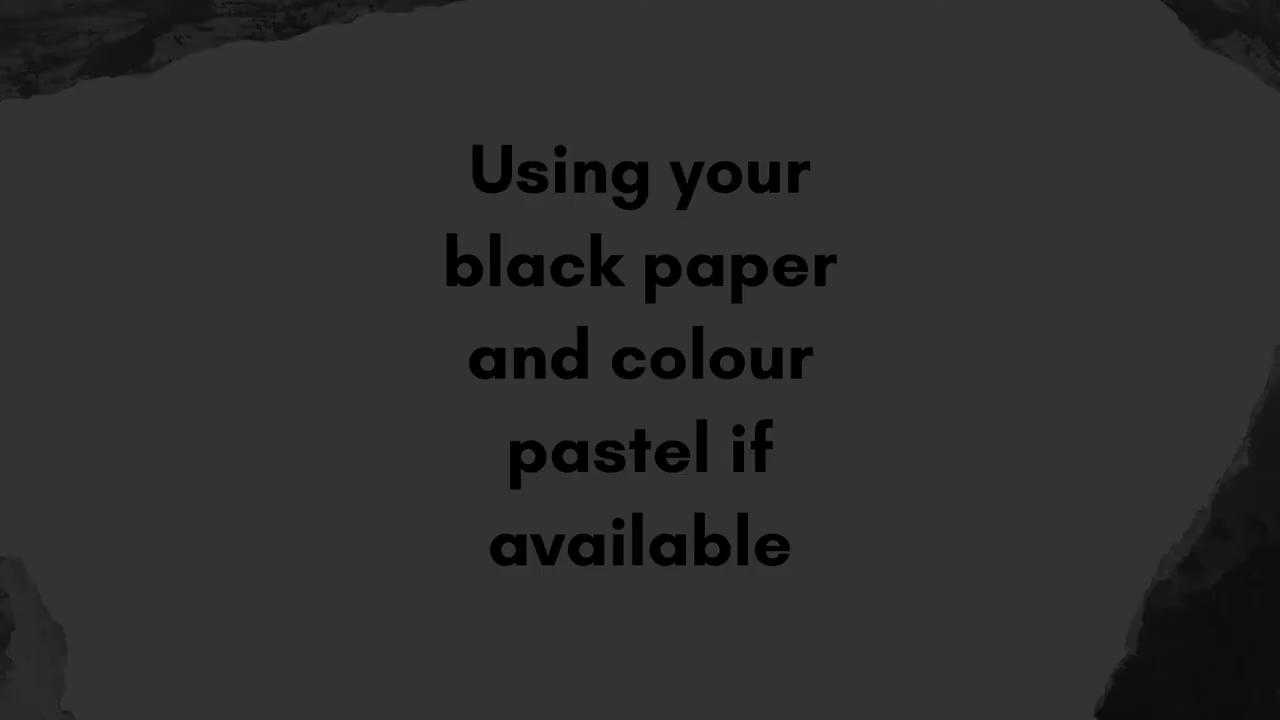 Using your
black paper
and colour
pastel if
available